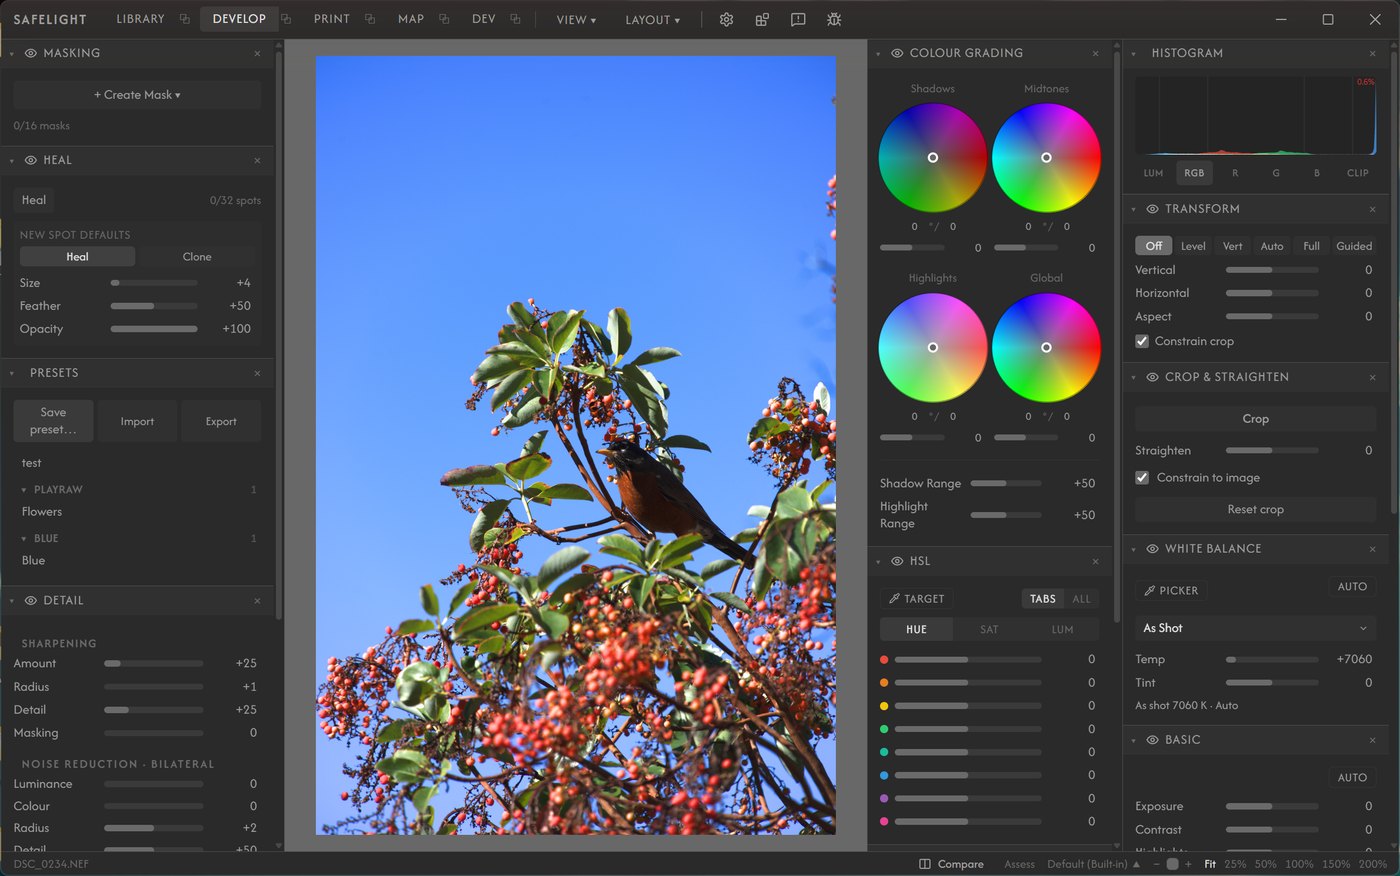 SAFELIGHT LIBRARY DEVELOP PRINT MAP DEV VIEW ▾ LAYOUT ▾
MASKING
+ Create Mask ▾
0/16 masks
HEAL
Heal 0/32 spots
NEW SPOT DEFAULTS
Heal Clone
Size +4
Feather +50
Opacity +100
PRESETS
Save preset... Import Export
test
PLAYRAW 1
Flowers
BLUE 1
Blue
DETAIL
SHARPENING
Amount +25
Radius +1
Detail +25
Masking 0
NOISE REDUCTION - BILATERAL
Luminance 0
Colour 0
Radius +2
Detail +50
COLOUR GRADING
Shadows Midtones
0 °/ 0 0 °/ 0
0 0
Highlights Global
0 °/ 0 0 °/ 0
0 0
Shadow Range +50
Highlight Range +50
HSL
TARGET TABS ALL
HUE SAT LUM
0
0
0
0
0
0
0
0
HISTOGRAM
0.6%
LUM RGB R G B CLIP
TRANSFORM
Off Level Vert Auto Full Guided
Vertical 0
Horizontal 0
Aspect 0
Constrain crop
CROP & STRAIGHTEN
Crop
Straighten 0
Constrain to image
Reset crop
WHITE BALANCE
PICKER AUTO
As Shot
Temp +7060
Tint 0
As shot 7060 K · Auto
BASIC
AUTO
Exposure 0
Contrast 0
Highlights 0
DSC_0234.NEF Compare Assess Default (Built-in) ▲ − + Fit 25% 50% 100% 150% 200%